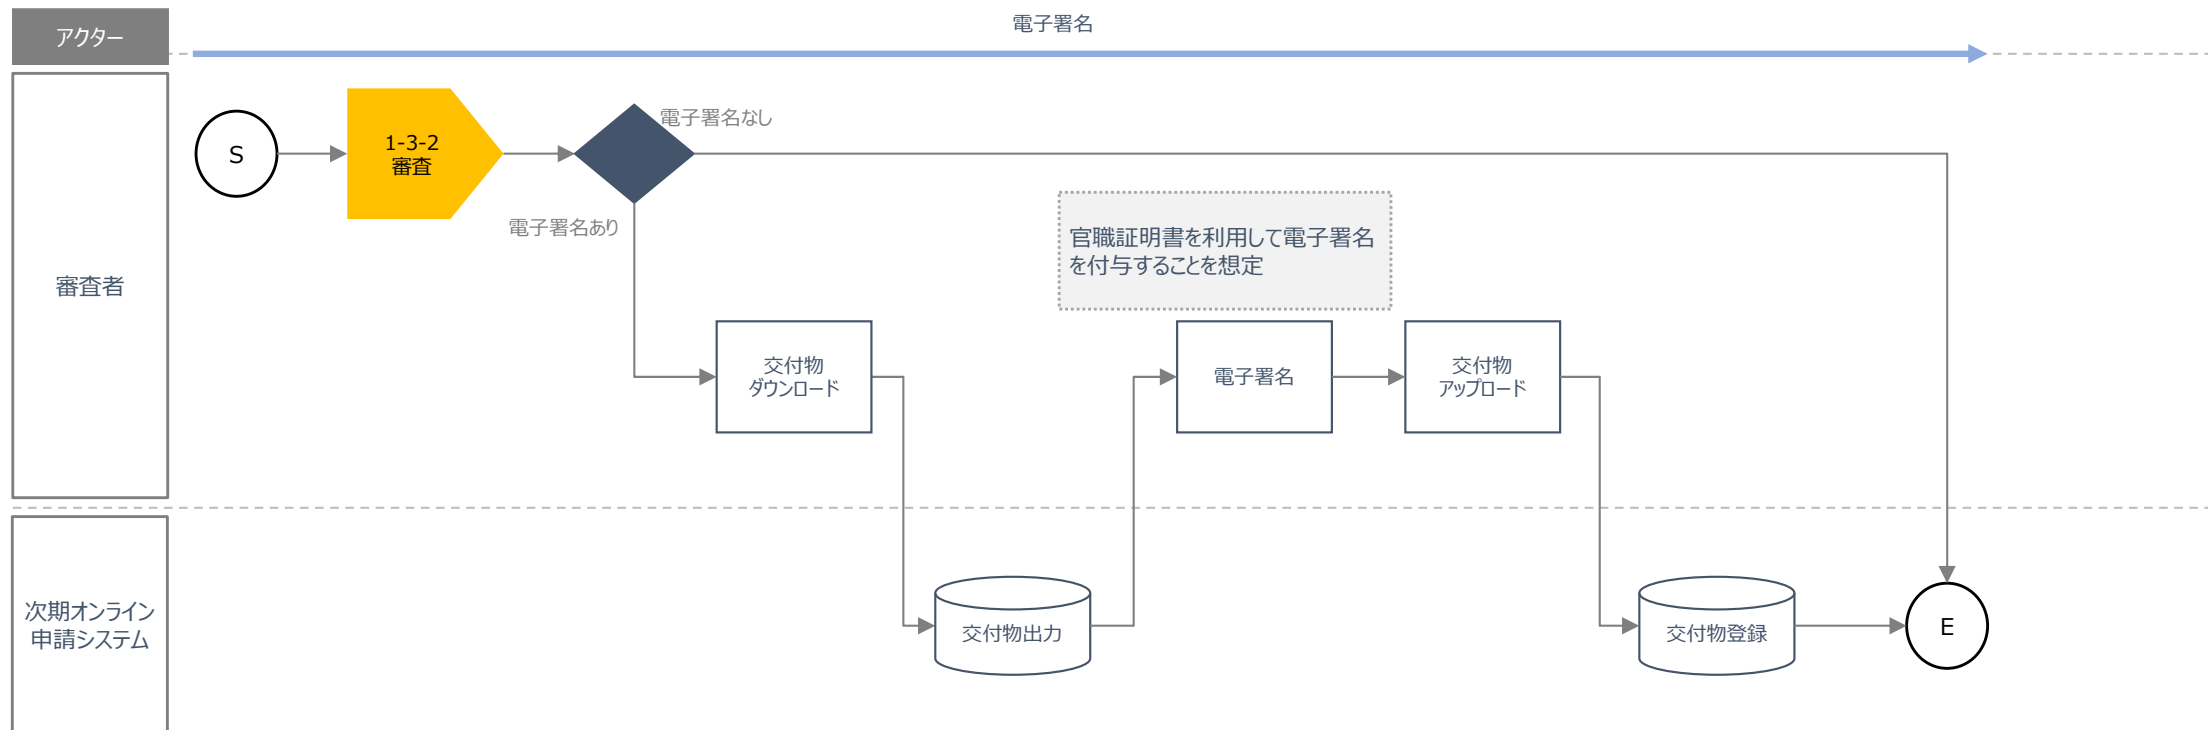 アクター
電子署名
審査者
S
1-3-2
審査
電子署名なし
電子署名あり
官職証明書を利用して電子署名
を付与することを想定
交付物
ダウンロード
電子署名
交付物
アップロード
次期オンライン
申請システム
交付物出力
交付物登録
E